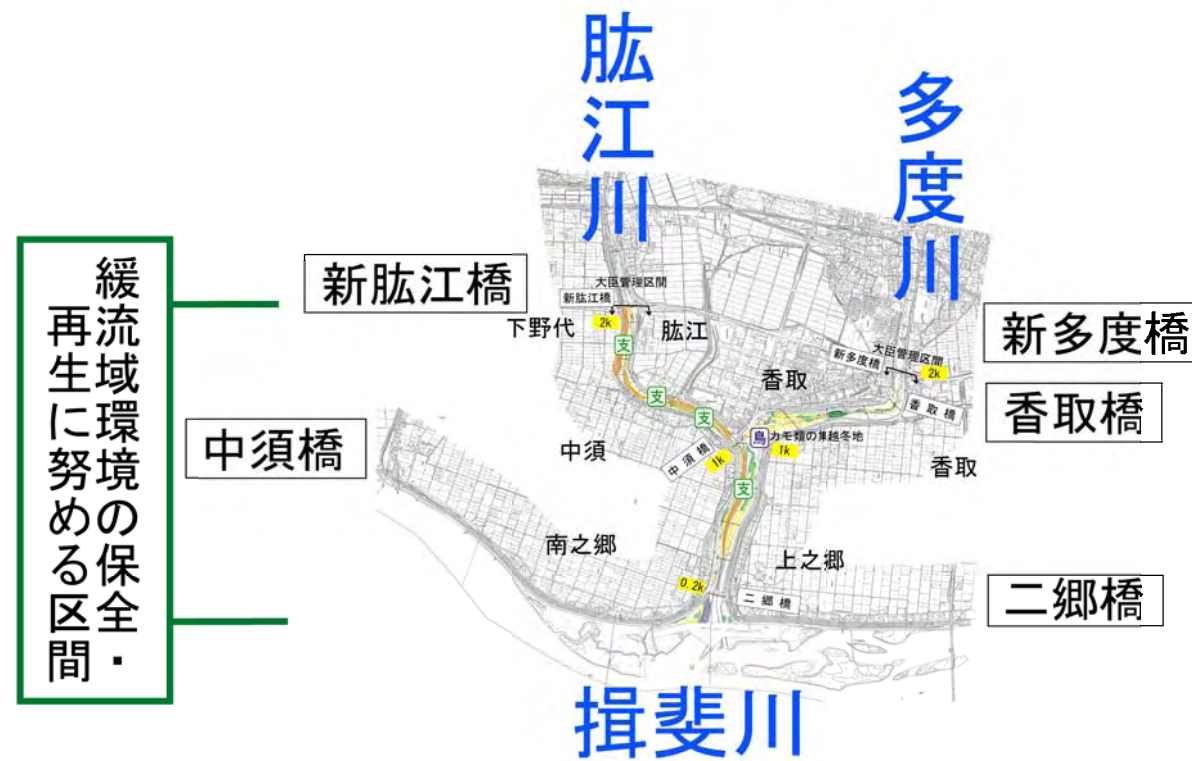 肱江川
多度川
緩流域環境の保全・
再生に努める区間
新肱江橋
大臣管理区間
新肱江橋
2k
下野代
肱江
支
新多度橋
大臣管理区間
新多度橋
2k
香取
支
支
香取橋
香取橋
鳥
カモ類の集団越冬地
中須橋
中須
中須橋
1k
1k
香取
支
南之郷
上之郷
0.2k
二郷橋
二郷橋
揖斐川